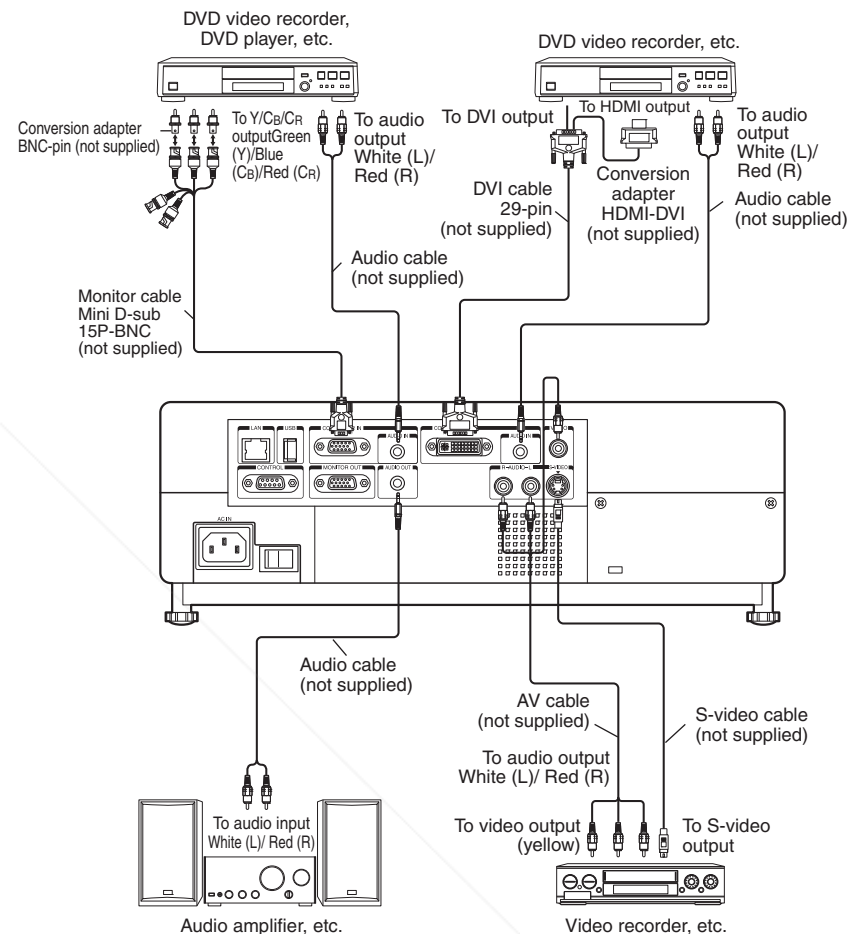 DVD video recorder,
DVD player, etc.
DVD video recorder, etc.
Conversion adapter
BNC-pin (not supplied)
To Y/CB/CR
outputGreen
(Y)/Blue
(CB)/Red (CR)
To audio
output
White (L)/
Red (R)
To DVI output
To HDMI output
To audio
output
White (L)/
Red (R)
DVI cable
29-pin
(not supplied)
Conversion
adapter
HDMI-DVI
(not supplied)
Audio cable
(not supplied)
Audio cable
(not supplied)
Monitor cable
Mini D-sub
15P-BNC
(not supplied)
LAN
USB
IN
AUDIO IN
AUDIO IN
CONTROL
MONITOR OUT
AUDIO OUT
R-AUDIO-L
S-VIDEO
AC IN
Audio cable
(not supplied)
AV cable
(not supplied)
S-video cable
(not supplied)
To audio output
White (L)/ Red (R)
To audio input
White (L)/ Red (R)
To video output
(yellow)
To S-video
output
Audio amplifier, etc.
Video recorder, etc.